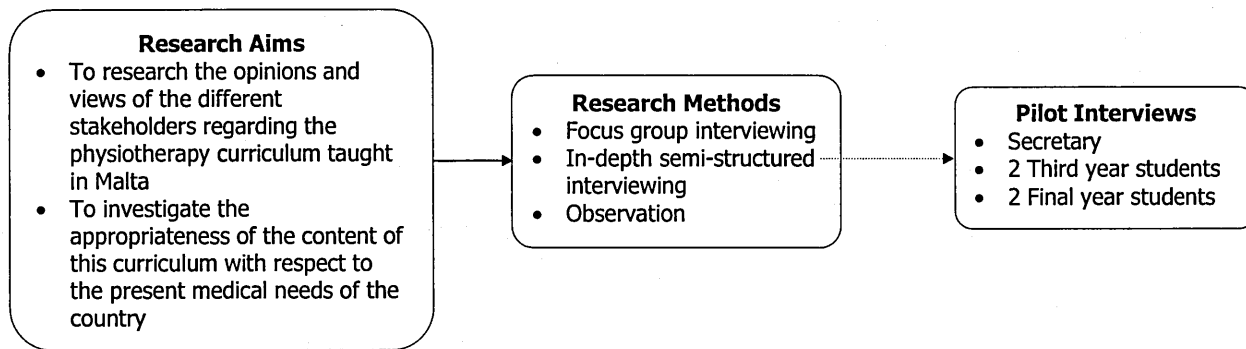 Research Aims
• To research the opinions and
views of the different
stakeholders regarding the
physiotherapy curriculum taught
in Malta
• To investigate the
appropriateness of the content of
this curriculum with respect to
the present medical needs of the
country
Research Methods
• Focus group interviewing
• In-depth semi-structured
interviewing
• Observation
Pilot Interviews
• Secretary
• 2 Third year students
• 2 Final year students